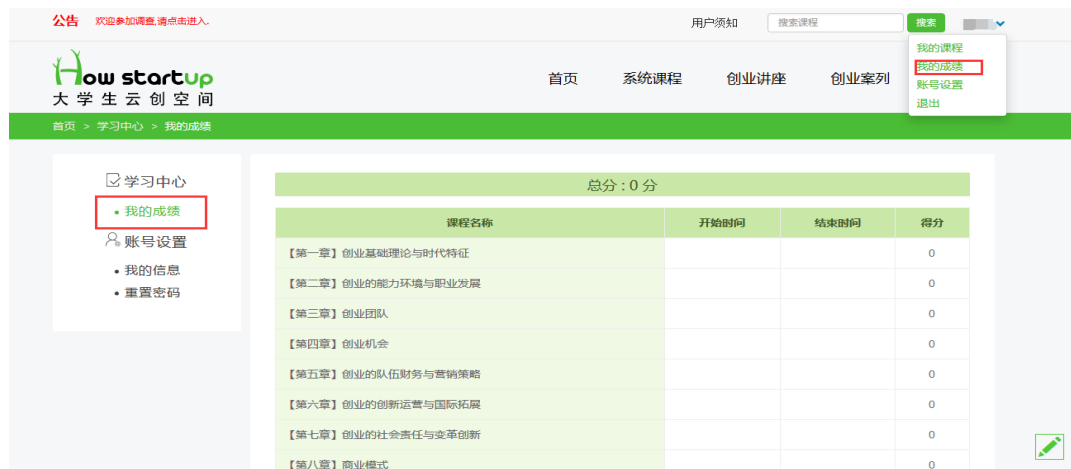 公告 欢迎参加调查,请点击进入.
用户须知 搜索课程 搜索
我的课程
我的成绩
账号设置
退出
How startup
大学生云创空间
首页 系统课程 创业讲座 创业案列
首页 > 学习中心 > 我的成绩
学习中心
• 我的成绩
账号设置
• 我的信息
• 重置密码
总分 : 0 分
课程名称 开始时间 结束时间 得分
【第一章】创业基础理论与时代特征 0
【第二章】创业的能力环境与职业发展 0
【第三章】创业团队 0
【第四章】创业机会 0
【第五章】创业的队伍财务与营销策略 0
【第六章】创业的创新运营与国际拓展 0
【第七章】创业的社会责任与变革创新 0
【第八章】商业模式 0